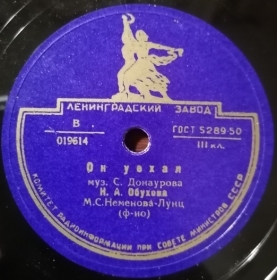 ЛЕНИНГРАДСКИЙ ЗАВОД
В
019614
ГОСТ 5289-50
III кл.
Он уехал
муз. С. Донаурова
Н. А. Обухова
М.С.Неменова-Лунц
(ф-но)
КОМИТЕТ РАДИОИНФОРМАЦИИ ПРИ СОВЕТЕ МИНИСТРОВ СССР